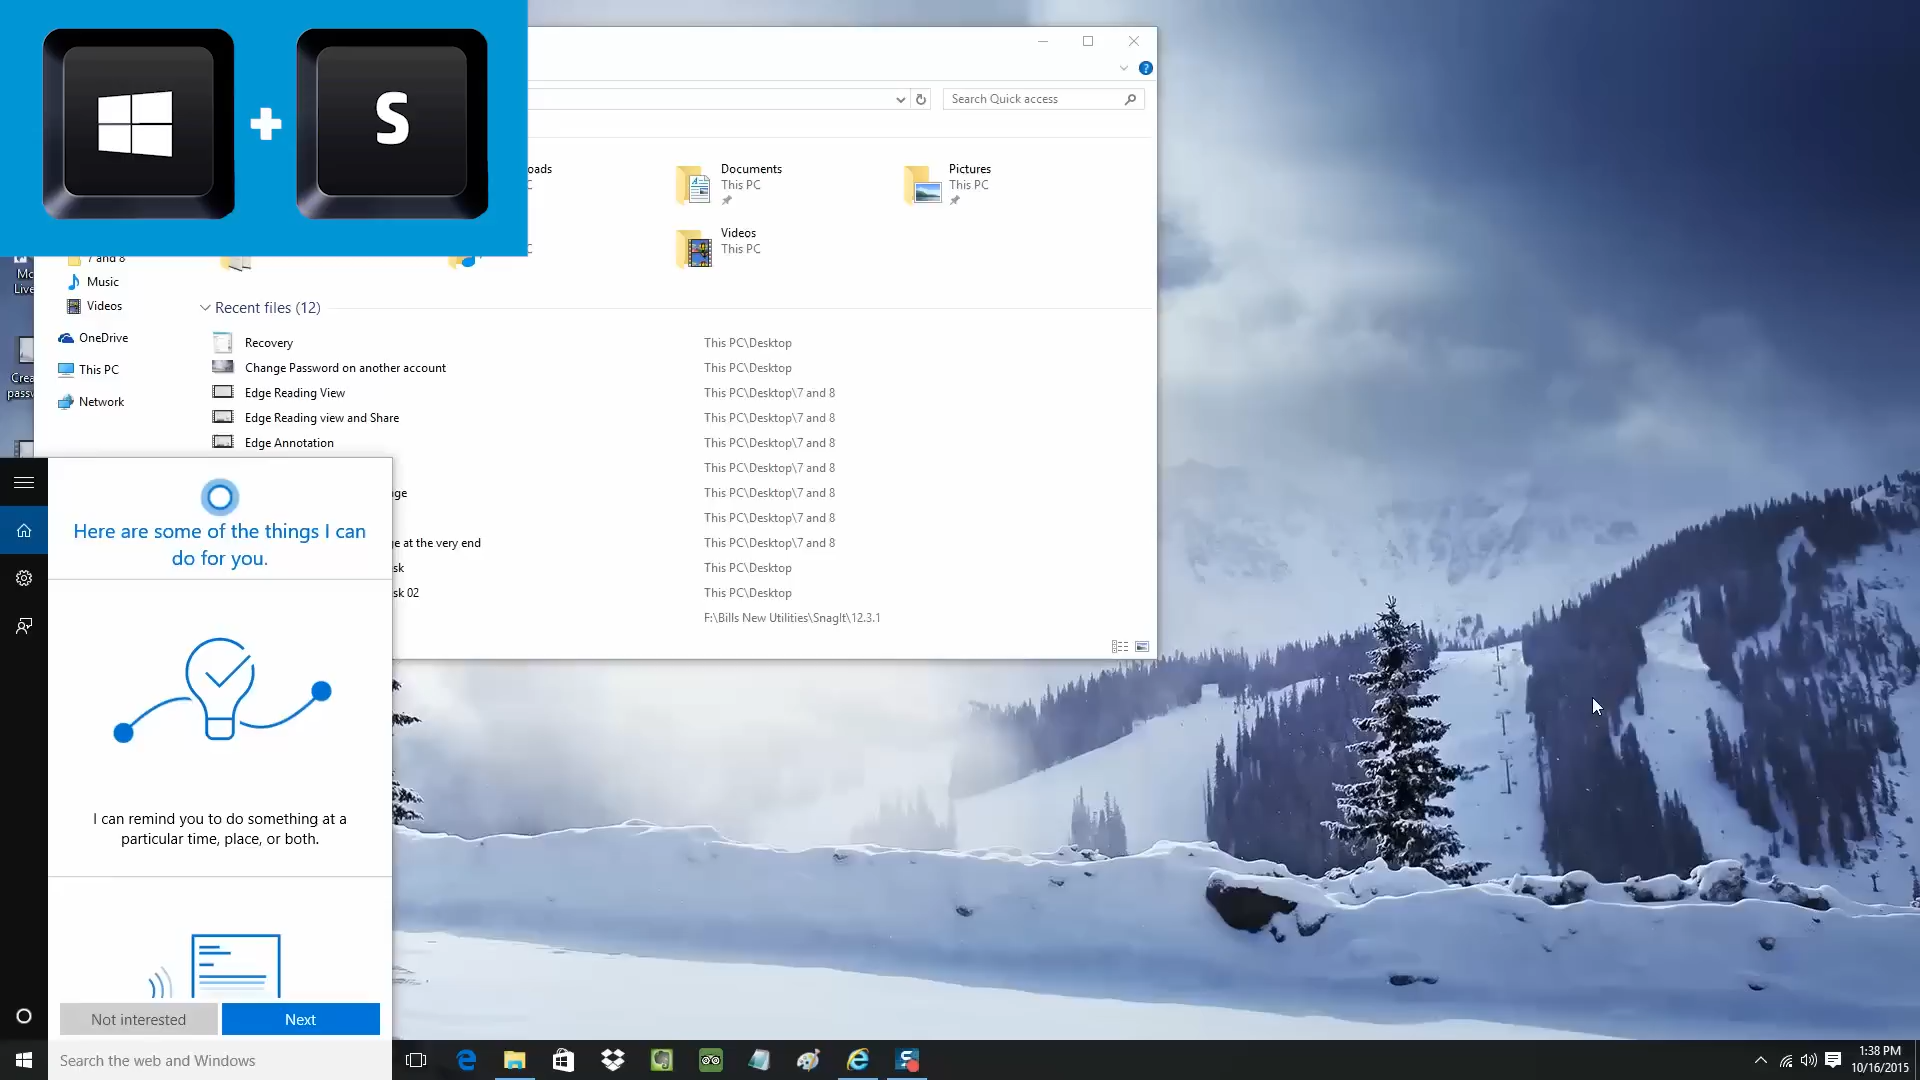 S
Search Quick access
oads
Documents
This PC
Pictures
This PC
Videos
This PC
7 and 8
Music
Videos
OneDrive
This PC
Network
Recent files (12)
Recovery This PC\Desktop
Change Password on another account This PC\Desktop
Edge Reading View This PC\Desktop\7 and 8
Edge Reading view and Share This PC\Desktop\7 and 8
Edge Annotation This PC\Desktop\7 and 8
This PC\Desktop\7 and 8
nge This PC\Desktop\7 and 8
This PC\Desktop\7 and 8
ge at the very end This PC\Desktop\7 and 8
sk This PC\Desktop
sk 02 This PC\Desktop
F:\Bills New Utilities\SnagIt\12.3.1
Live
Crea
passw
Here are some of the things I can
do for you.
I can remind you to do something at a
particular time, place, or both.
Not interested
Next
Search the web and Windows
1:38 PM
10/16/2015